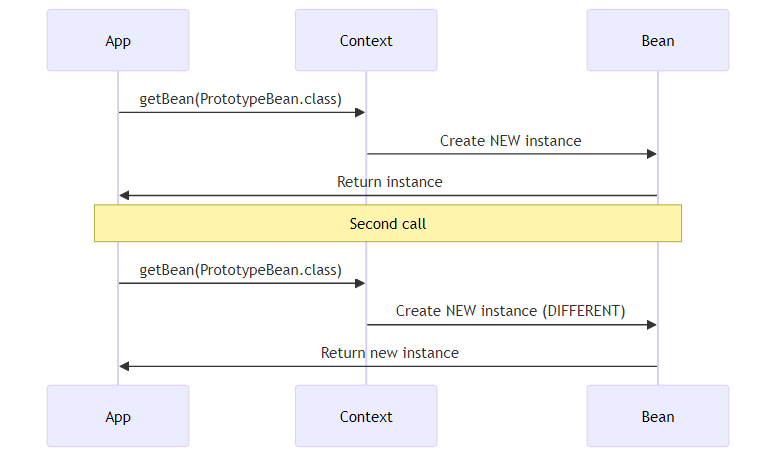 App
Context
Bean
getBean(PrototypeBean.class)
Create NEW instance
Return instance
Second call
getBean(PrototypeBean.class)
Create NEW instance (DIFFERENT)
Return new instance
App
Context
Bean